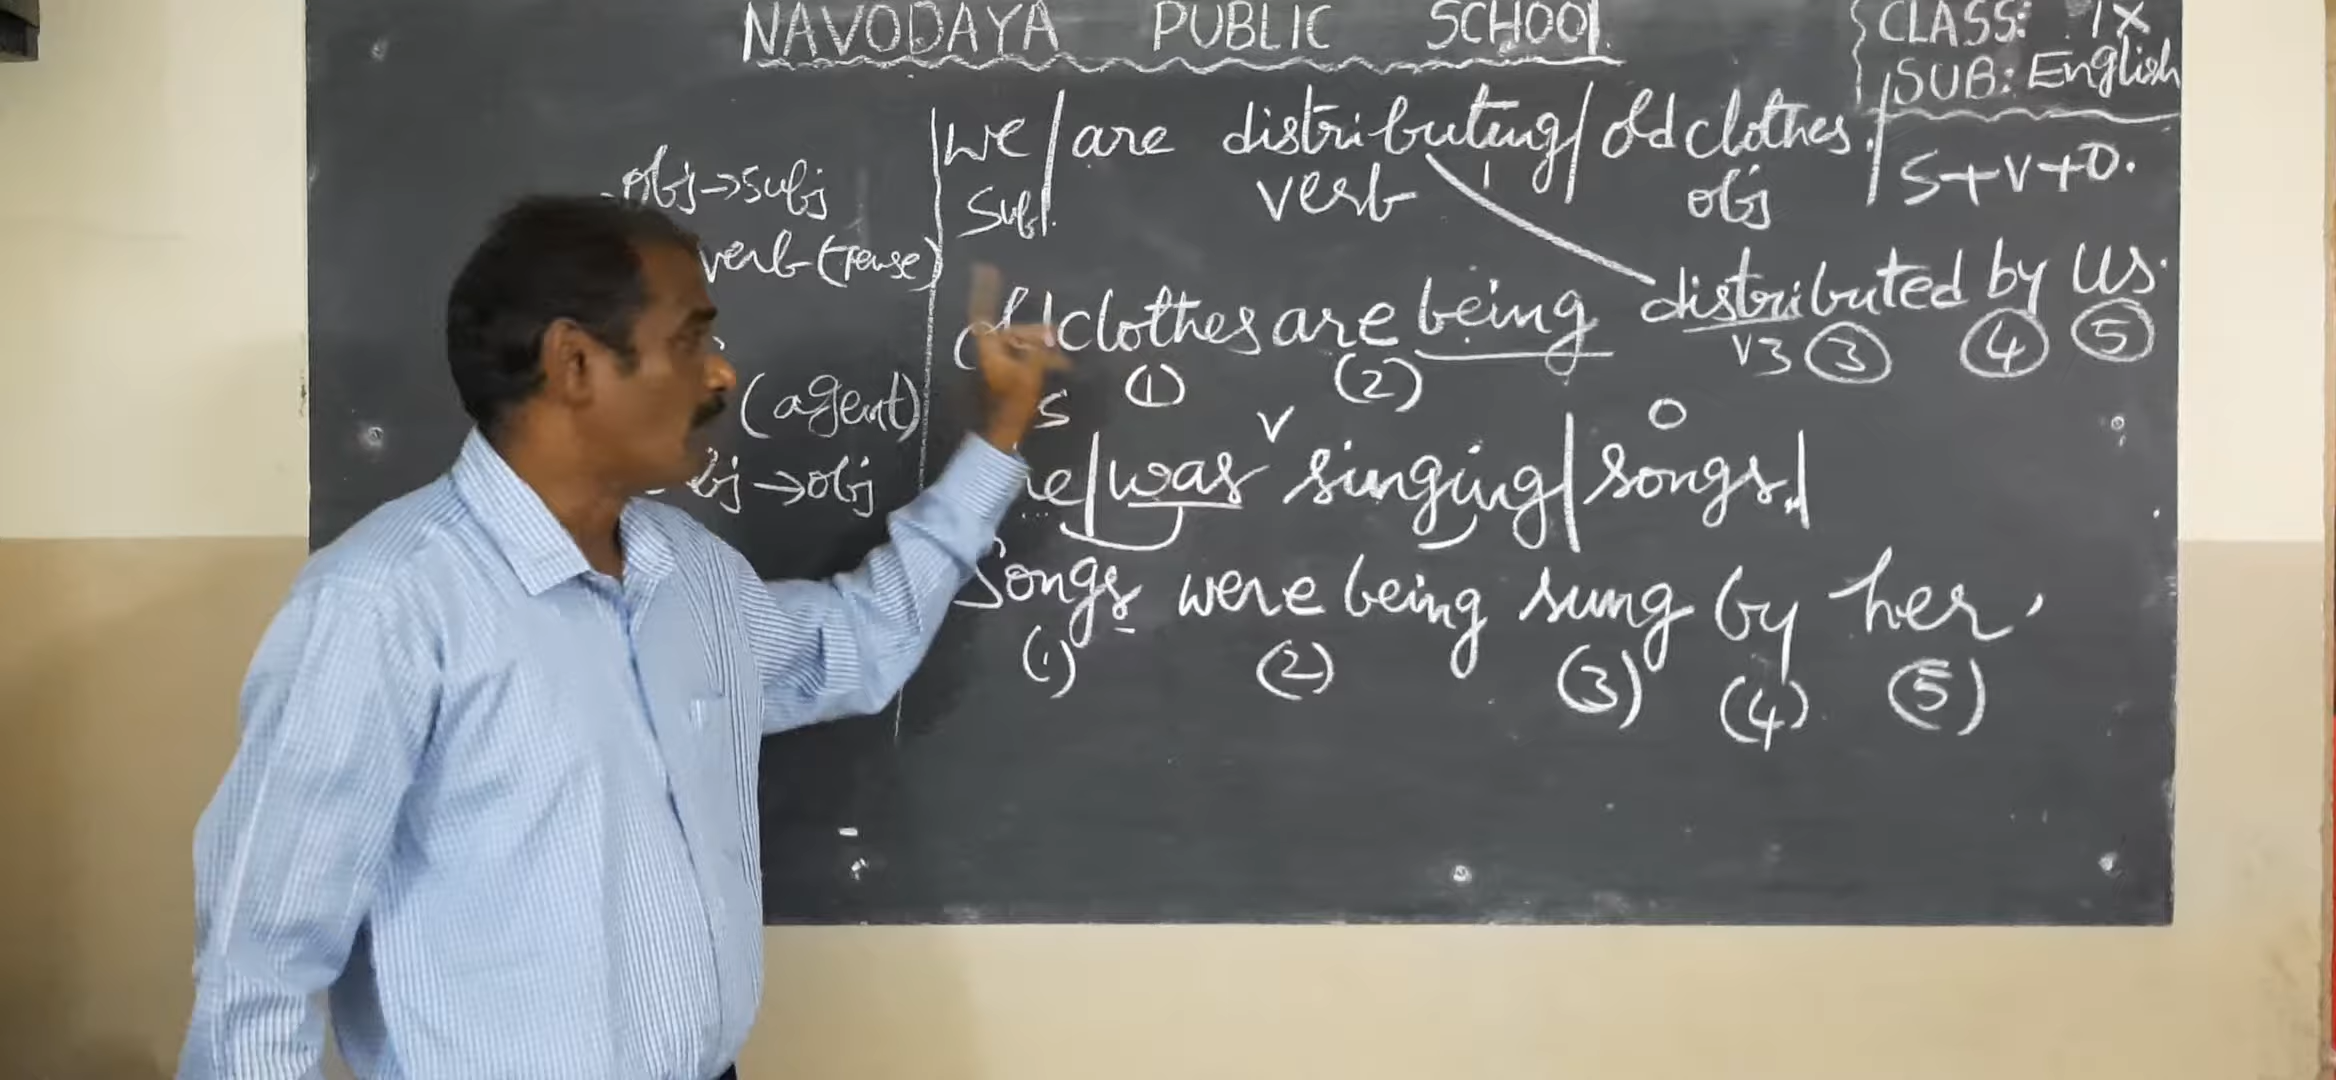 NAVODAYA PUBLIC SCHOOL
CLASS: IX
SUB: English
obj→subj
verb (Tense)
(agent)
→obj
we / are distributing / old clothes. / S+V+O.
Subj. verb obj
clothes are being distributed by us.
(1) (2) V3 (3) (4) (5)
S V O
was singing / songs. /
Songs were being sung by her.
(1) (2) (3) (4) (5)